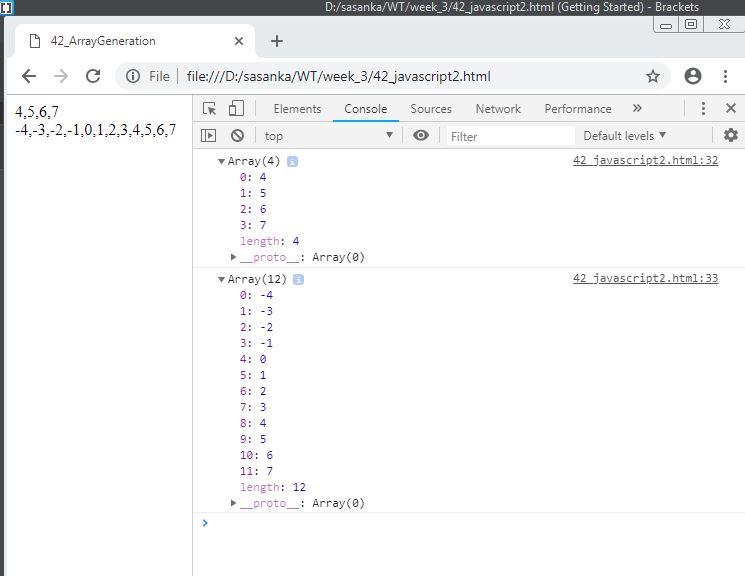 D:/sasanka/WT/week_3/42_javascript2.html (Getting Started) - Brackets
42_ArrayGeneration
File file:///D:/sasanka/WT/week_3/42_javascript2.html
4,5,6,7
-4,-3,-2,-1,0,1,2,3,4,5,6,7
Elements Console Sources Network Performance
top Filter Default levels
Array(4) 42_javascript2.html:32
0: 4
1: 5
2: 6
3: 7
length: 4
__proto__: Array(0)
Array(12) 42_javascript2.html:33
0: -4
1: -3
2: -2
3: -1
4: 0
5: 1
6: 2
7: 3
8: 4
9: 5
10: 6
11: 7
length: 12
__proto__: Array(0)